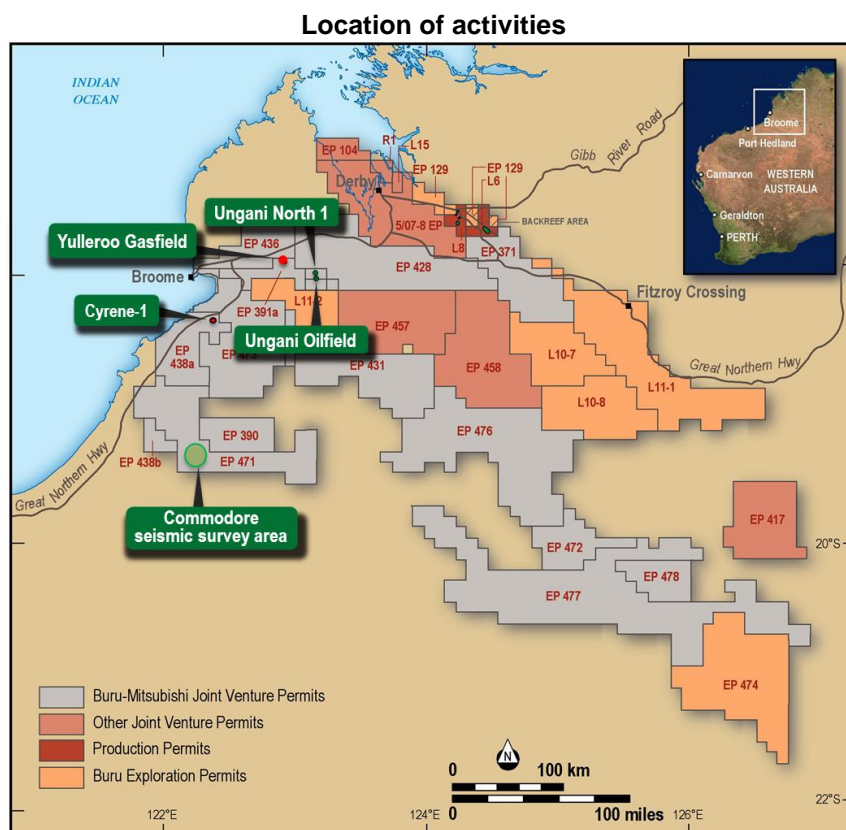 Location of activities
INDIAN
OCEAN
Broome
Port Hedland
Carnarvon
WESTERN
AUSTRALIA
Geraldton
PERTH
Gibb River Road
EP 104
R1
L15
EP 129
EP 129
L6
Derby
BACKREEF AREA
5/07-8 EP
L8
EP 371
Ungani North 1
Yulleroo Gasfield
EP 436
Broome
EP 428
Fitzroy Crossing
Cyrene-1
EP 391a
L11-2
Ungani Oilfield
EP 457
EP
438a
EP 431
EP 458
L10-7
L11-1
Great Northern Hwy
L10-8
EP 390
EP 476
EP 438b
EP 471
Great Northern Hwy
EP 417
Commodore
seismic survey area
EP 472
20°S
EP 478
EP 477
EP 474
Buru-Mitsubishi Joint Venture Permits
Other Joint Venture Permits
Production Permits
Buru Exploration Permits
N
0 100 km
0 100 miles
22°S
122°E
124°E
126°E